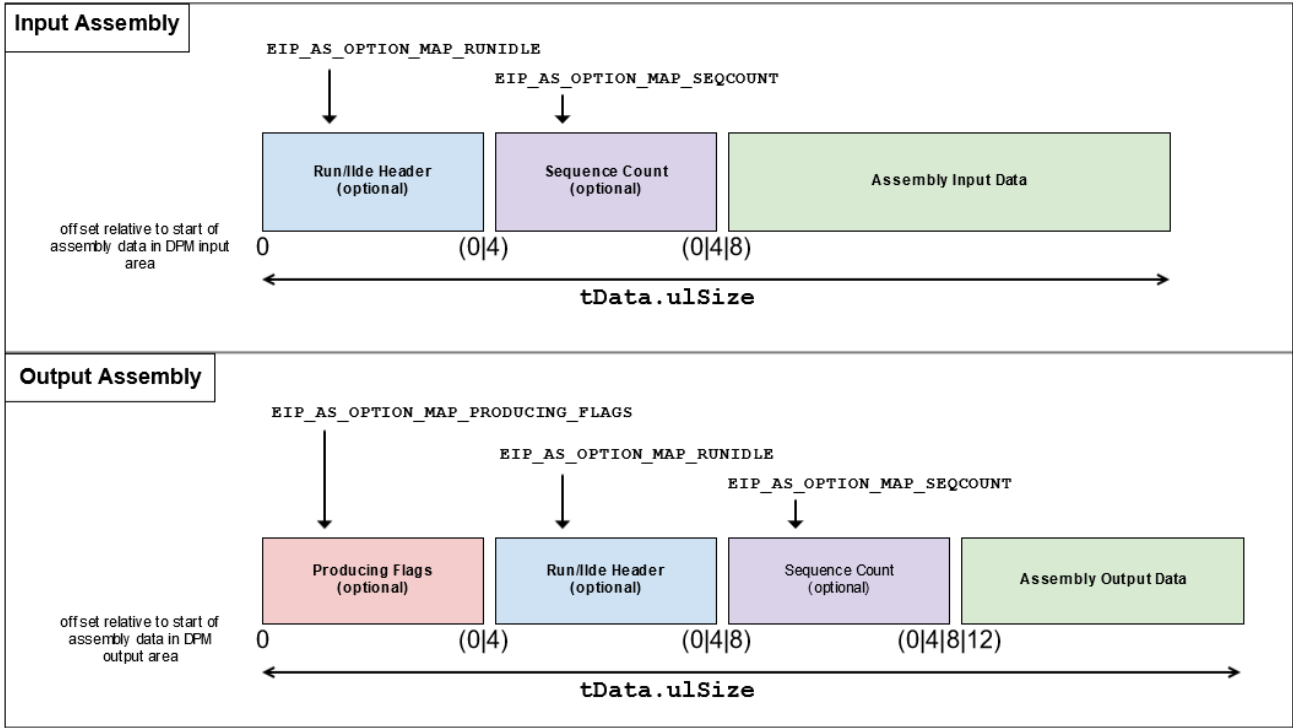 Input Assembly
EIP_AS_OPTION_MAP_RUNIDLE
EIP_AS_OPTION_MAP_SEQCOUNT
Run/Ilde Header
(optional)
Sequence Count
(optional)
Assembly Input Data
offset relative to start of
assembly data in DPM input
area
0
(0|4)
(0|4|8)
tData.ulSize
Output Assembly
EIP_AS_OPTION_MAP_PRODUCING_FLAGS
EIP_AS_OPTION_MAP_RUNIDLE
EIP_AS_OPTION_MAP_SEQCOUNT
Producing Flags
(optional)
Run/Ilde Header
(optional)
Sequence Count
(optional)
Assembly Output Data
offset relative to start of
assembly data in DPM
output area
0
(0|4)
(0|4|8)
(0|4|8|12)
tData.ulSize